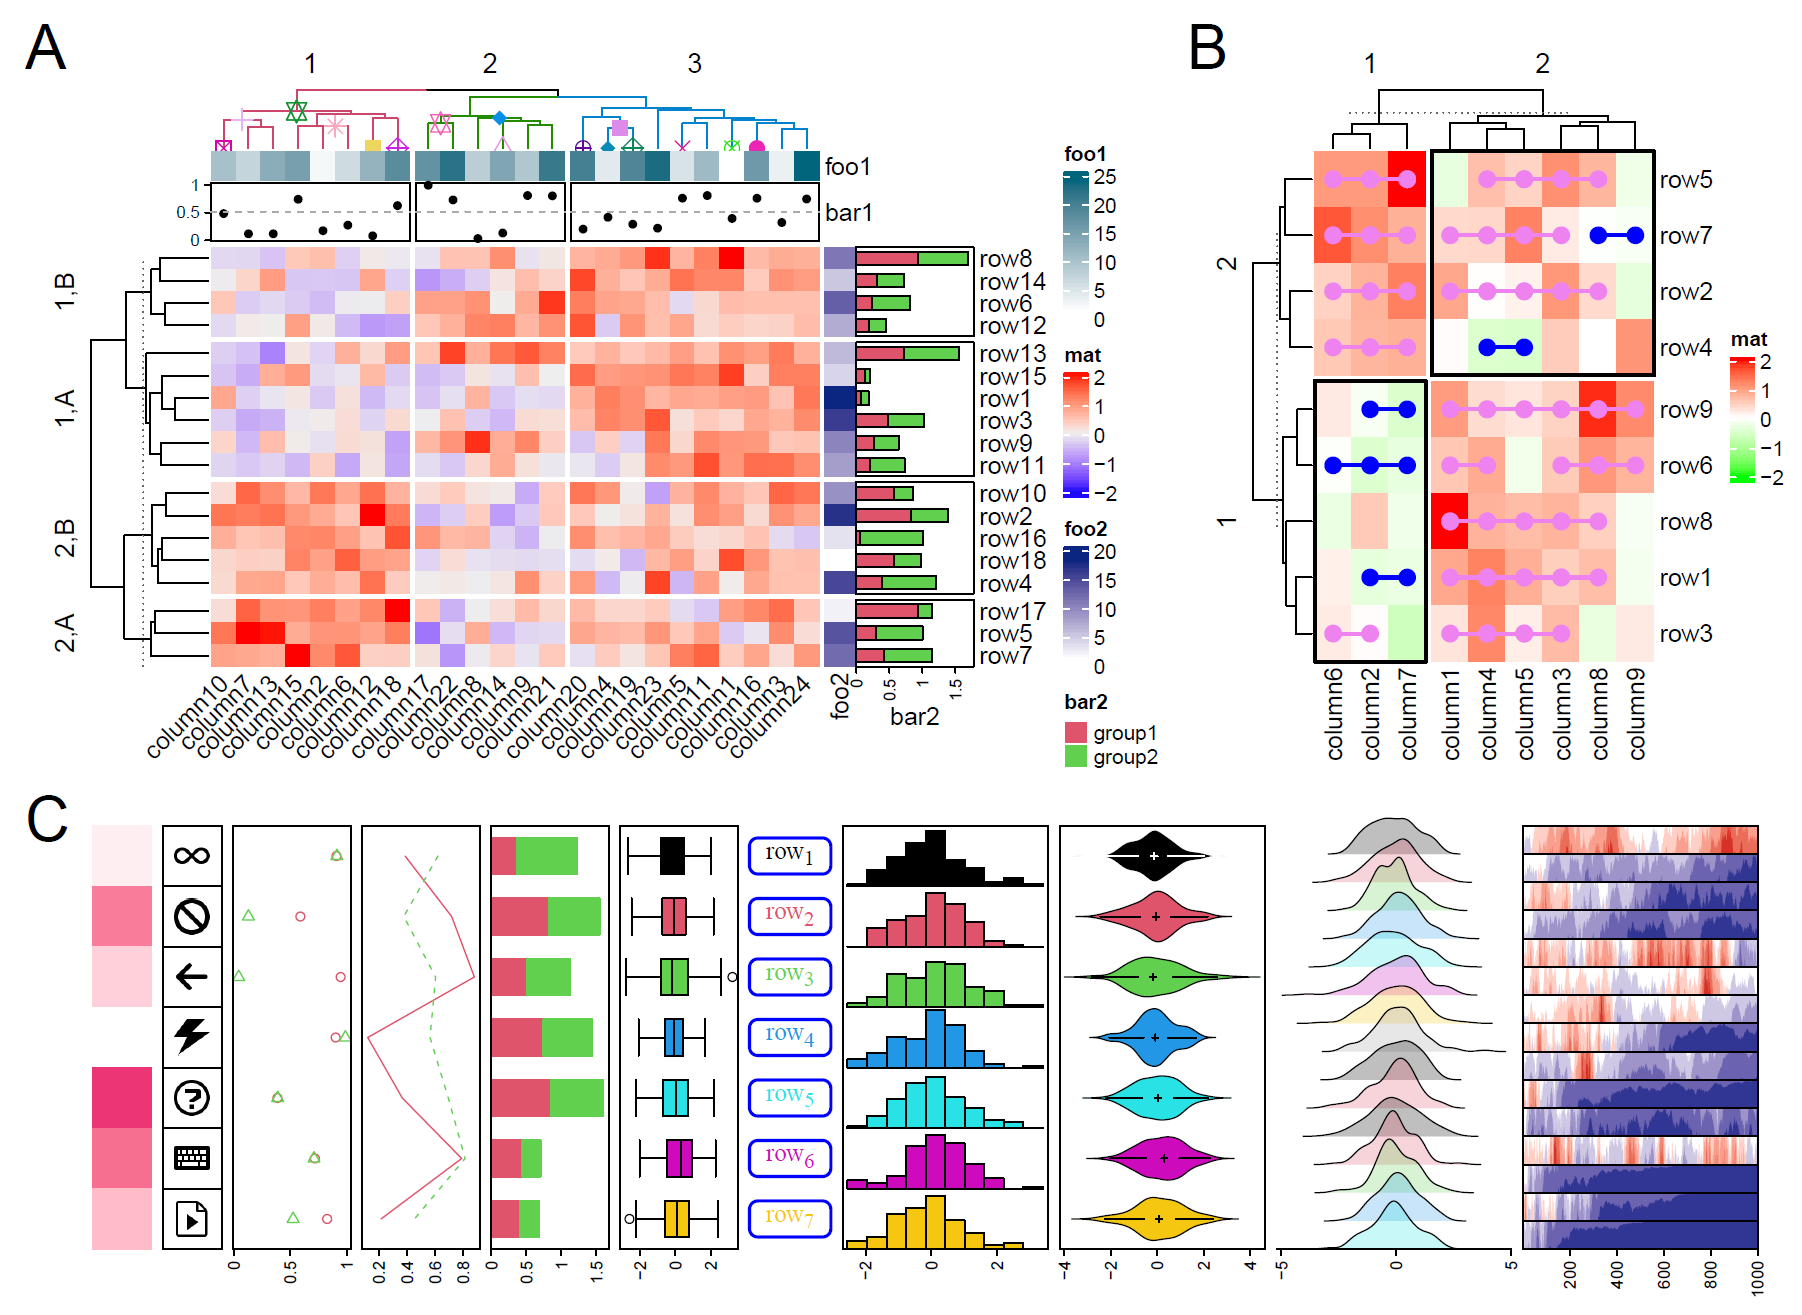 A
1 2 3
foo1
1
0.5
0
bar1
1,B
1,A
2,B
2,A
row8
row14
row6
row12
row13
row15
row1
row3
row9
row11
row10
row2
row16
row18
row4
row17
row5
row7
column10
column7
column13
column15
column2
column6
column12
column18
column17
column22
column8
column14
column9
column21
column20
column4
column19
column23
column5
column11
column1
column16
column3
column24
foo2
0 0.5 1 1.5
bar2
foo1
25
20
15
10
5
0
mat
2
1
0
−1
−2
foo2
20
15
10
5
0
bar2
group1
group2
B
1 2
2
1
row5
row7
row2
row4
row9
row6
row8
row1
row3
column6
column2
column7
column1
column4
column5
column3
column8
column9
mat
2
1
0
−1
−2
C
row1
row2
row3
row4
row5
row6
row7
0 0.5 1
0.2 0.4 0.6 0.8
0 0.5 1 1.5
−2 0 2
−2 0 2
−4 −2 0 2 4
−5 0 5
200 400 600 800 1000